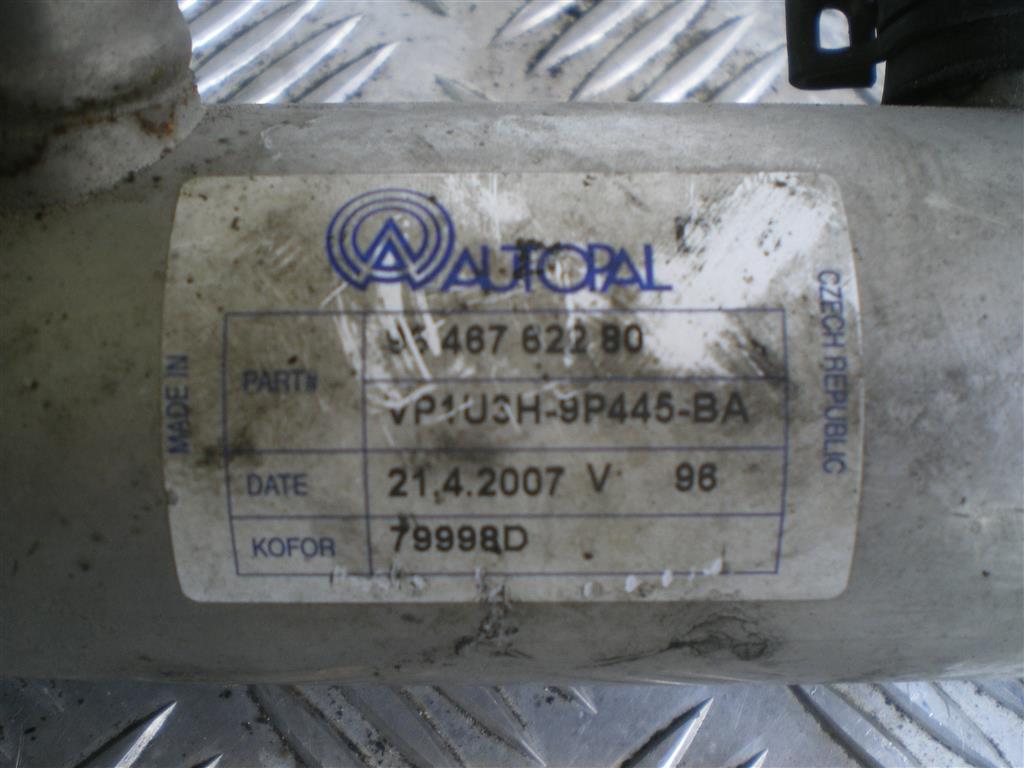 AUTOPAL
MADE IN
CZECH REPUBLIC
PART#
96 467 622 80
VP1U3H-9P445-BA
DATE
21.4.2007 V 96
KOFOR
79998D